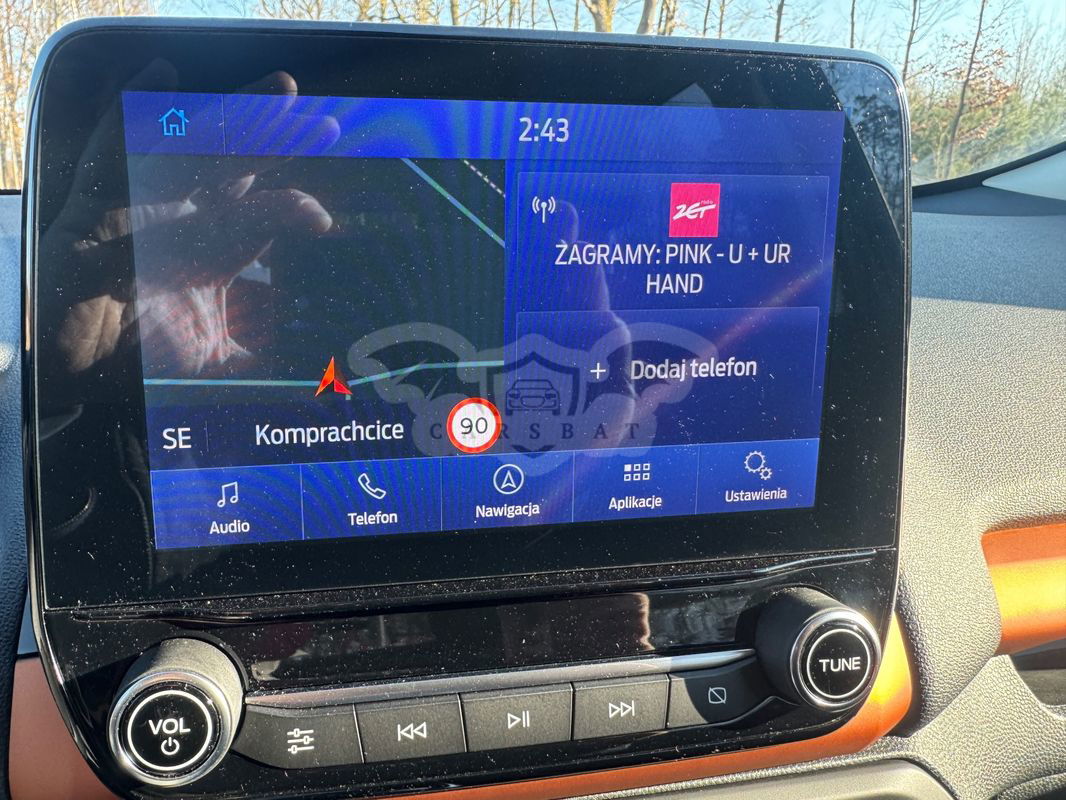 2:43
radio
ZET
ZAGRAMY: PINK - U + UR
HAND
+ Dodaj telefon
SE
Komprachcice
90
CARSBAT
Audio
Telefon
Nawigacja
Aplikacje
Ustawienia
VOL
TUNE